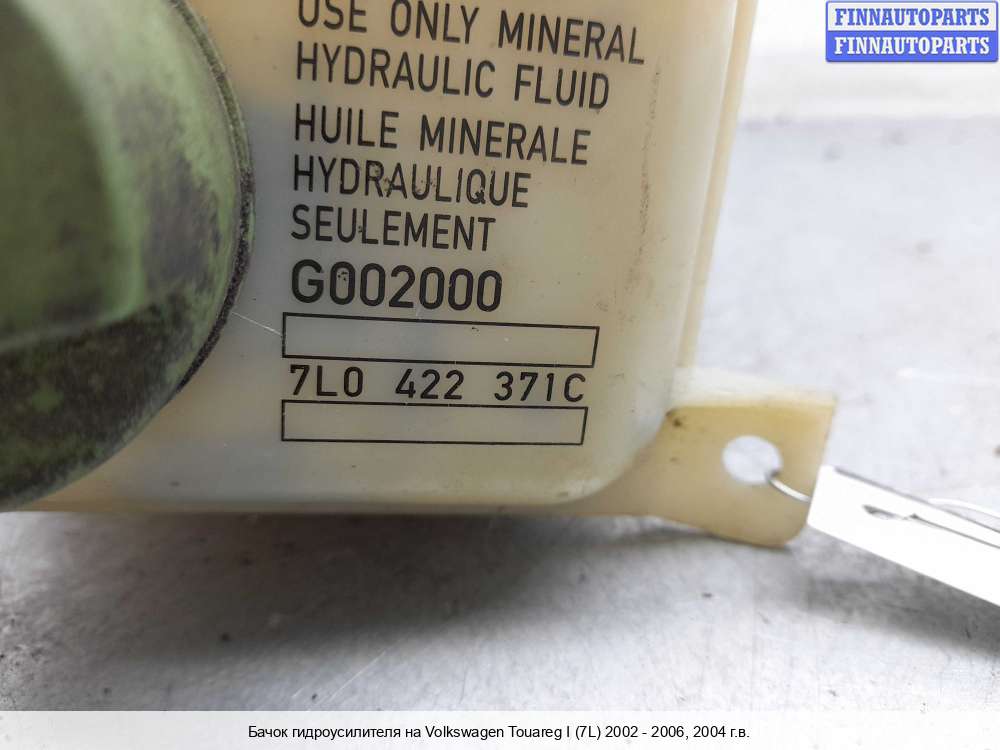 FINNAUTOPARTS
FINNAUTOPARTS
USE ONLY MINERAL
HYDRAULIC FLUID
HUILE MINERALE
HYDRAULIQUE
SEULEMENT
G002000
7L0 422 371C
Бачок гидроусилителя на Volkswagen Touareg I (7L) 2002 - 2006, 2004 г.в.